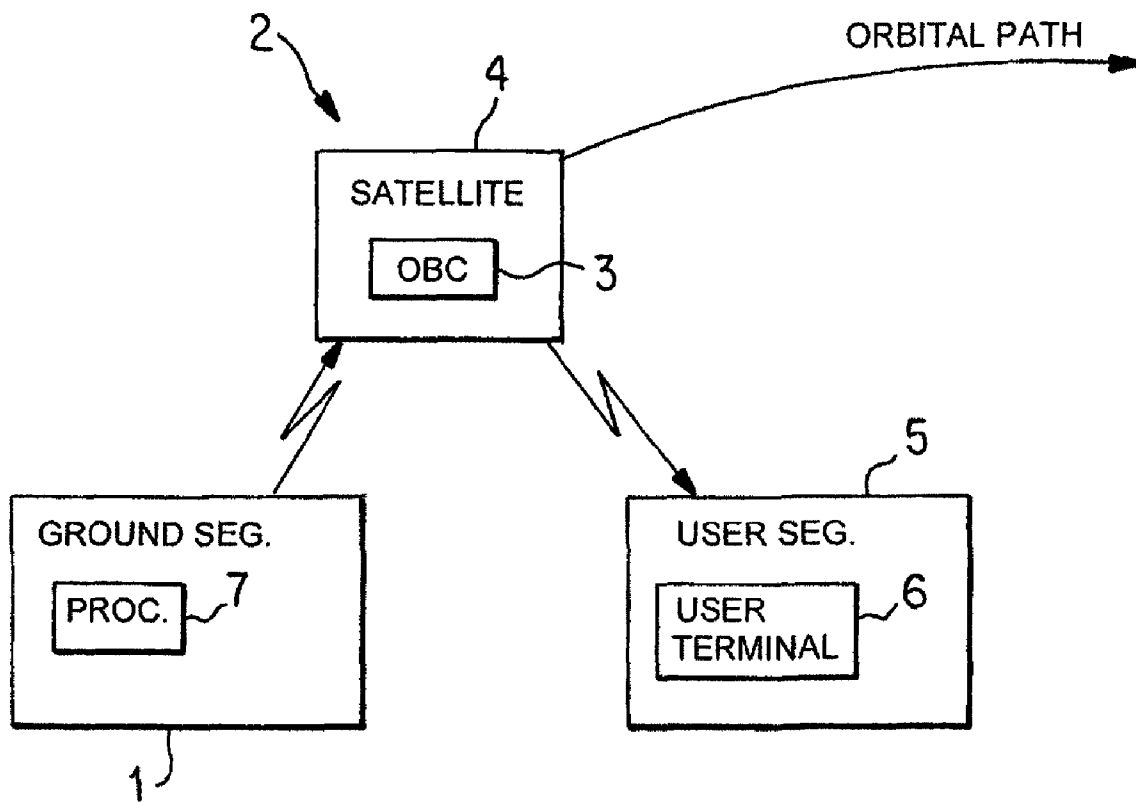 2
ORBITAL PATH
4
SATELLITE
OBC
3
5
GROUND SEG.
PROC.
7
USER SEG.
USER
TERMINAL
6
1